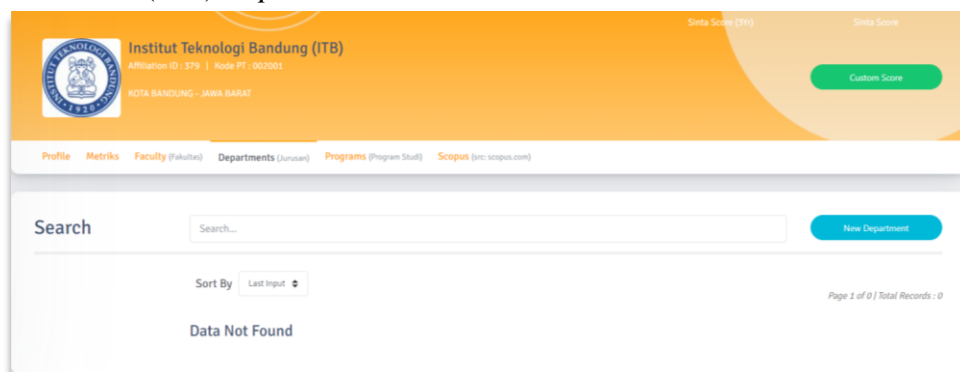 Sinta Score (3Yr) Sinta Score
Institut Teknologi Bandung (ITB)
Affiliation ID : 379 | Kode PT : 002001
Custom Score
KOTA BANDUNG - JAWA BARAT
1920
Profile Metriks Faculty (Fakultas) Departments (Jurusan) Programs (Program Studi) Scopus (src: scopus.com)
Search Search... New Department
Sort By Last Input
Page 1 of 0 | Total Records : 0
Data Not Found